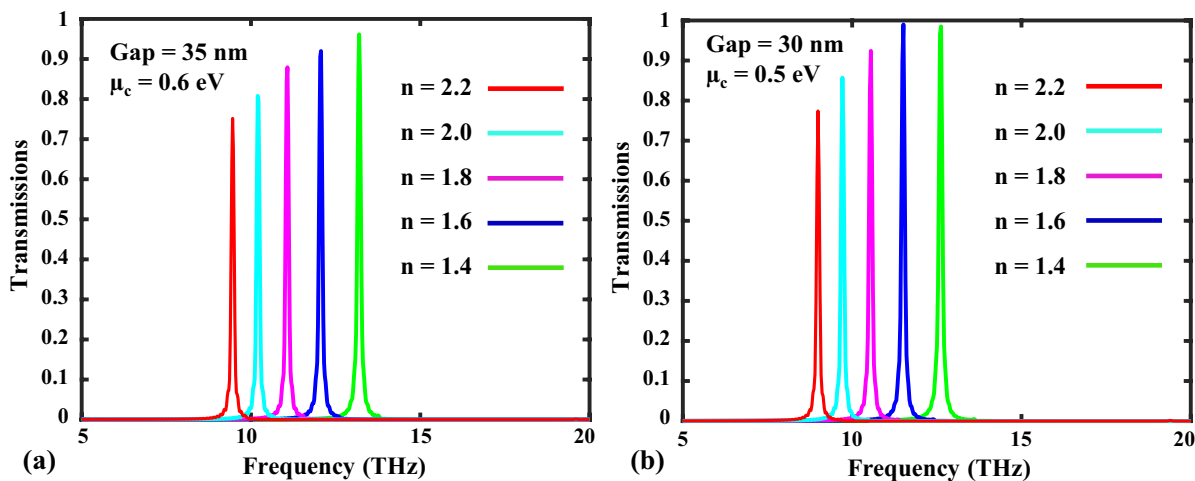 Gap = 35 nm
μc = 0.6 eV
n = 2.2
n = 2.0
n = 1.8
n = 1.6
n = 1.4
Transmissions
1
0.9
0.8
0.7
0.6
0.5
0.4
0.3
0.2
0.1
0
5
10
15
20
Frequency (THz)
(a)
Gap = 30 nm
μc = 0.5 eV
n = 2.2
n = 2.0
n = 1.8
n = 1.6
n = 1.4
Transmissions
1
0.9
0.8
0.7
0.6
0.5
0.4
0.3
0.2
0.1
0
5
10
15
20
Frequency (THz)
(b)